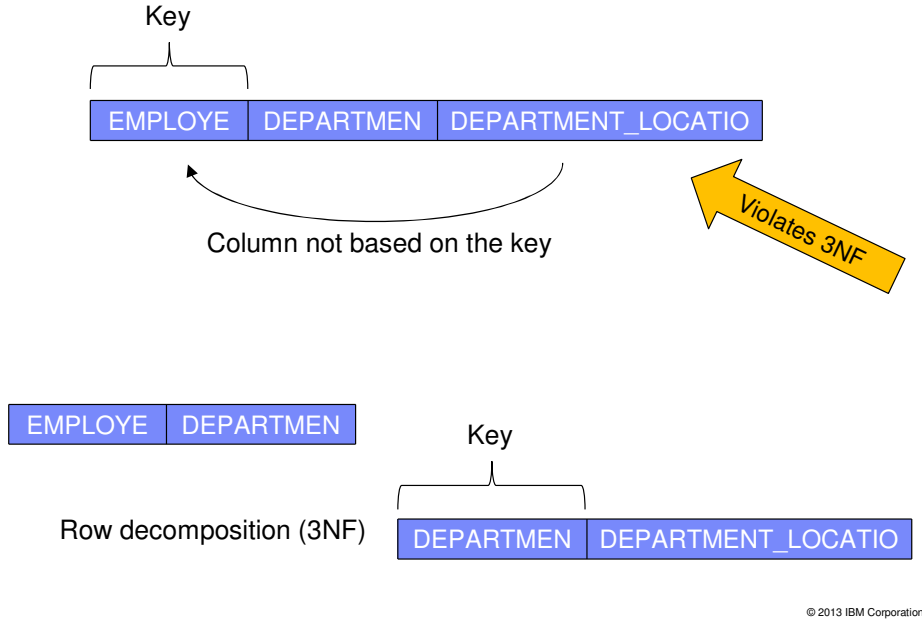 Key
EMPLOYE DEPARTMEN DEPARTMENT_LOCATIO
Violates 3NF
Column not based on the key
EMPLOYE DEPARTMEN
Key
Row decomposition (3NF)
DEPARTMEN DEPARTMENT_LOCATIO
© 2013 IBM Corporation